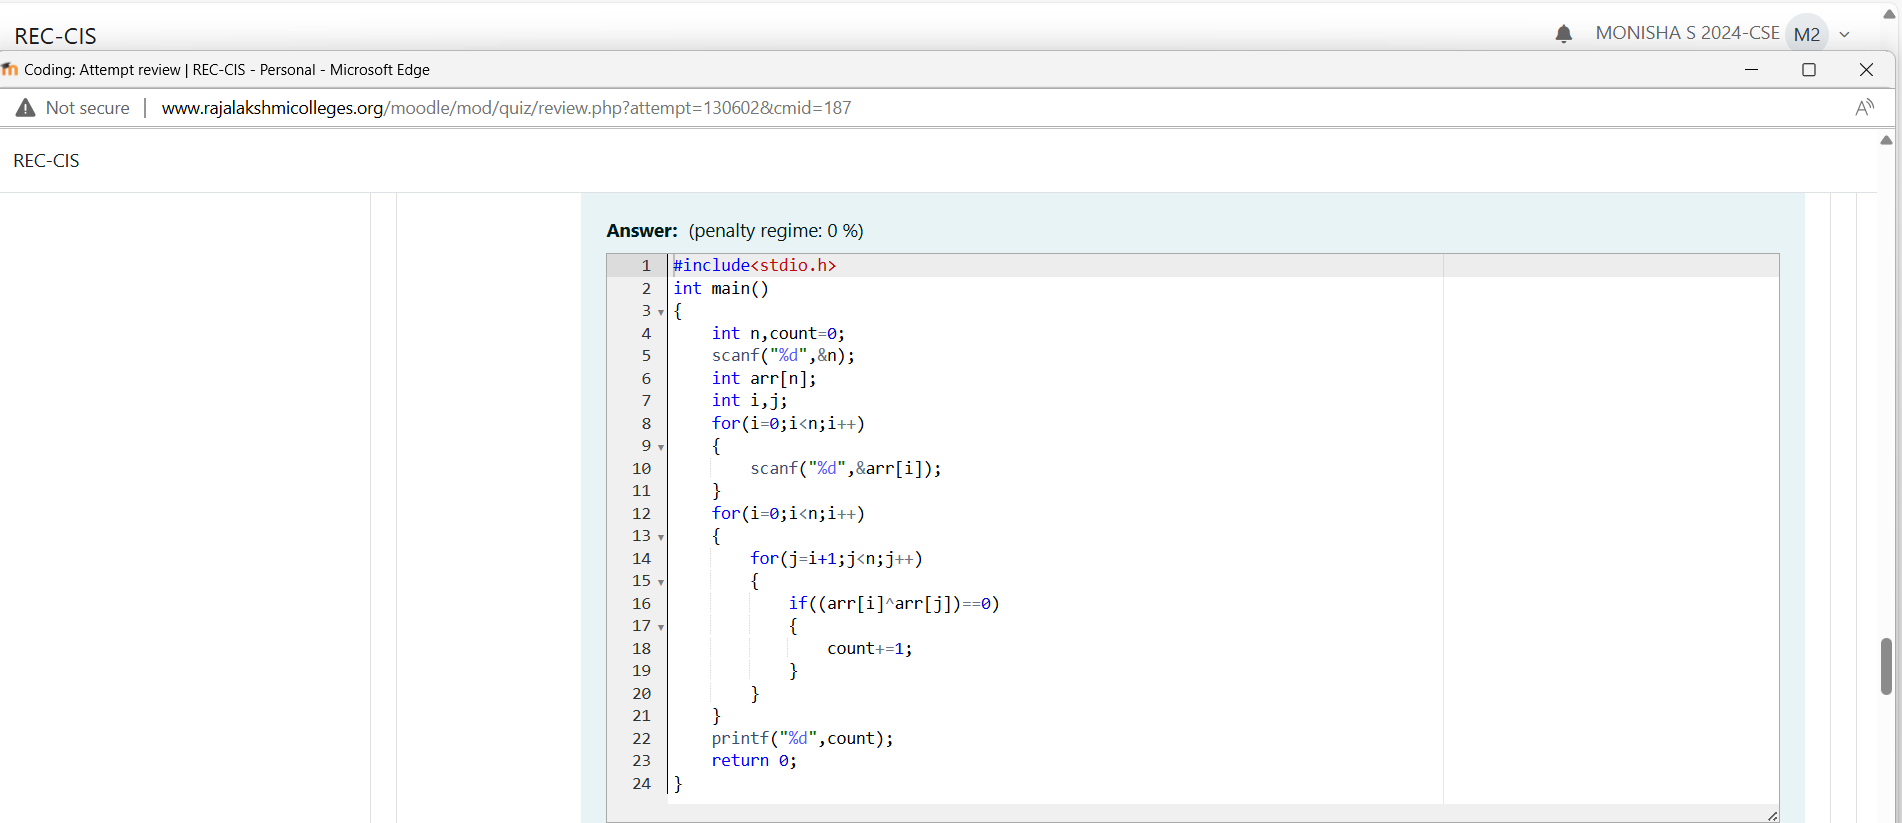 REC-CIS
MONISHA S 2024-CSE M2
Coding: Attempt review | REC-CIS - Personal - Microsoft Edge
Not secure | www.rajalakshmicolleges.org/moodle/mod/quiz/review.php?attempt=130602&cmid=187
REC-CIS
Answer: (penalty regime: 0 %)
1 #include<stdio.h>
2 int main()
3 {
4     int n,count=0;
5     scanf("%d",&n);
6     int arr[n];
7     int i,j;
8     for(i=0;i<n;i++)
9     {
10         scanf("%d",&arr[i]);
11     }
12     for(i=0;i<n;i++)
13     {
14         for(j=i+1;j<n;j++)
15         {
16             if((arr[i]^arr[j])==0)
17             {
18                 count+=1;
19             }
20         }
21     }
22     printf("%d",count);
23     return 0;
24 }